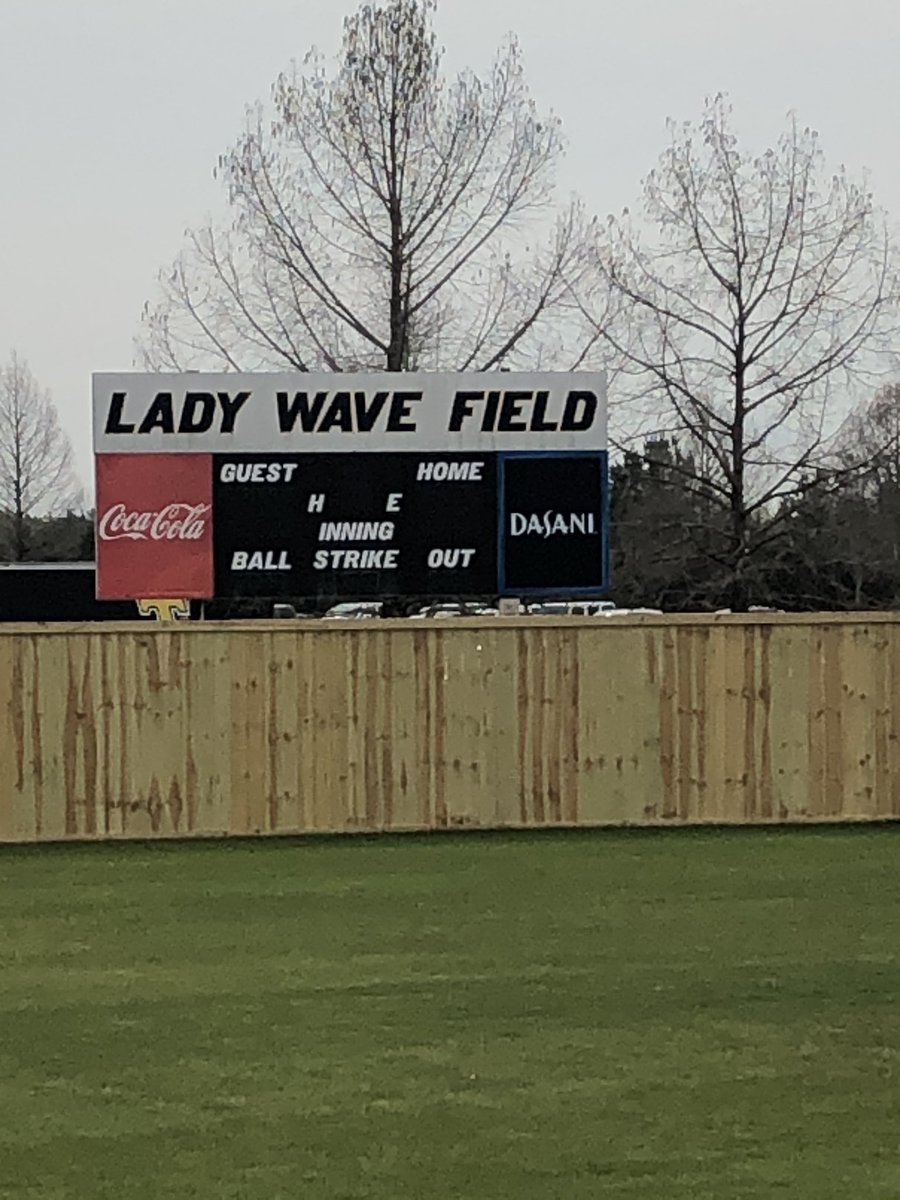 LADY WAVE FIELD
Coca-Cola
GUEST HOME
H E
INNING
BALL STRIKE OUT
DASANI
T